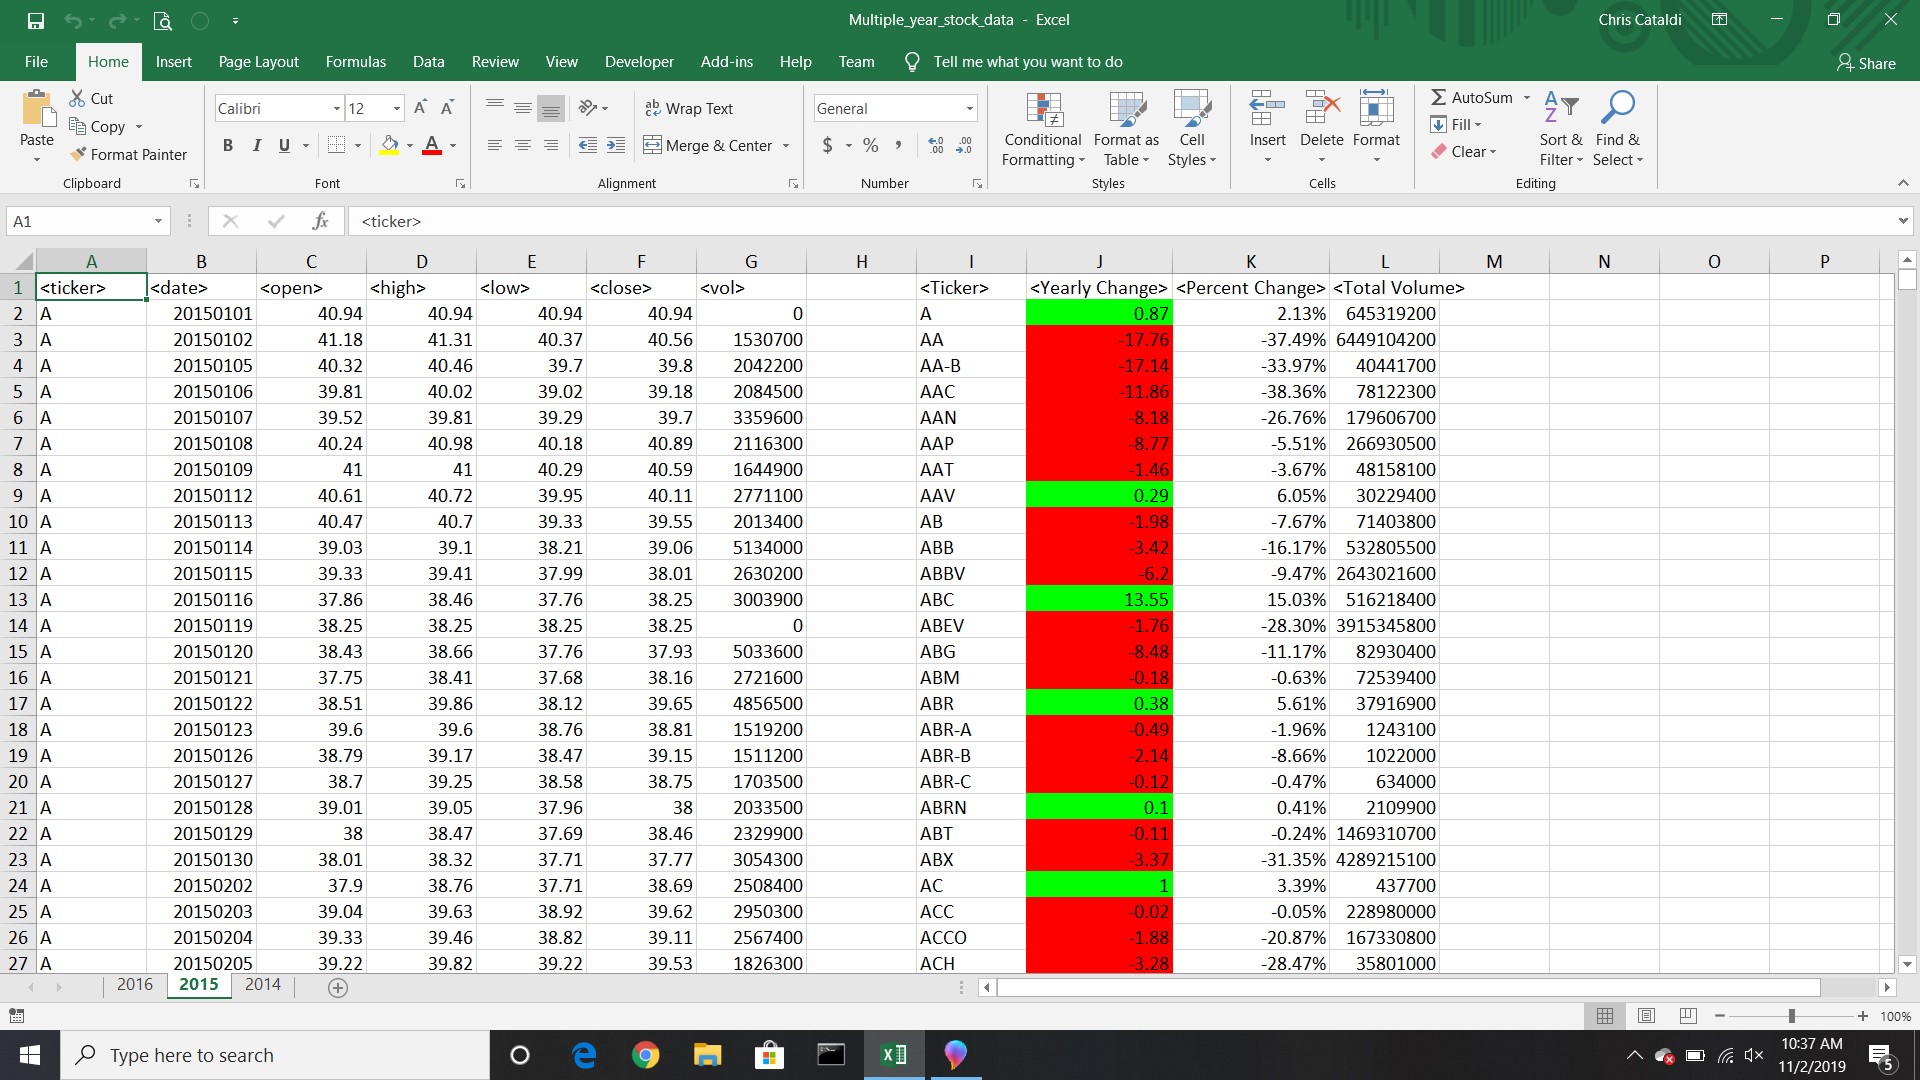 Multiple_year_stock_data - Excel
Chris Cataldi
File Home Insert Page Layout Formulas Data Review View Developer Add-ins Help Team Tell me what you want to do Share
Paste
Cut
Copy
Format Painter
Clipboard
Calibri 12
B I U
Font
Wrap Text
Merge & Center
Alignment
General
$ % ,
Number
Conditional Formatting
Format as Table
Cell Styles
Styles
Insert Delete Format
Cells
AutoSum
Fill
Clear
Sort & Filter
Find & Select
Editing
A1 fx <ticker>
A B C D E F G H I J K L M N O P
1 <ticker> <date> <open> <high> <low> <close> <vol> <Ticker> <Yearly Change> <Percent Change> <Total Volume>
2 A 20150101 40.94 40.94 40.94 40.94 0 A 0.87 2.13% 645319200
3 A 20150102 41.18 41.31 40.37 40.56 1530700 AA -17.76 -37.49% 6449104200
4 A 20150105 40.32 40.46 39.7 39.8 2042200 AA-B -17.14 -33.97% 40441700
5 A 20150106 39.81 40.02 39.02 39.18 2084500 AAC -11.86 -38.36% 78122300
6 A 20150107 39.52 39.81 39.29 39.7 3359600 AAN -8.18 -26.76% 179606700
7 A 20150108 40.24 40.98 40.18 40.89 2116300 AAP -8.77 -5.51% 266930500
8 A 20150109 41 41 40.29 40.59 1644900 AAT -1.46 -3.67% 48158100
9 A 20150112 40.61 40.72 39.95 40.11 2771100 AAV 0.29 6.05% 30229400
10 A 20150113 40.47 40.7 39.33 39.55 2013400 AB -1.98 -7.67% 71403800
11 A 20150114 39.03 39.1 38.21 39.06 5134000 ABB -3.42 -16.17% 532805500
12 A 20150115 39.33 39.41 37.99 38.01 2630200 ABBV -6.2 -9.47% 2643021600
13 A 20150116 37.86 38.46 37.76 38.25 3003900 ABC 13.55 15.03% 516218400
14 A 20150119 38.25 38.25 38.25 38.25 0 ABEV -1.76 -28.30% 3915345800
15 A 20150120 38.43 38.66 37.76 37.93 5033600 ABG -8.48 -11.17% 82930400
16 A 20150121 37.75 38.41 37.68 38.16 2721600 ABM -0.18 -0.63% 72539400
17 A 20150122 38.51 39.86 38.12 39.65 4856500 ABR 0.38 5.61% 37916900
18 A 20150123 39.6 39.6 38.76 38.81 1519200 ABR-A -0.49 -1.96% 1243100
19 A 20150126 38.79 39.17 38.47 39.15 1511200 ABR-B -2.14 -8.66% 1022000
20 A 20150127 38.7 39.25 38.58 38.75 1703500 ABR-C -0.12 -0.47% 634000
21 A 20150128 39.01 39.05 37.96 38 2033500 ABRN 0.1 0.41% 2109900
22 A 20150129 38 38.47 37.69 38.46 2329900 ABT -0.11 -0.24% 1469310700
23 A 20150130 38.01 38.32 37.71 37.77 3054300 ABX -3.37 -31.35% 4289215100
24 A 20150202 37.9 38.76 37.71 38.69 2508400 AC 1 3.39% 437700
25 A 20150203 39.04 39.63 38.92 39.62 2950300 ACC -0.02 -0.05% 228980000
26 A 20150204 39.33 39.46 38.82 39.11 2567400 ACCO -1.88 -20.87% 167330800
27 A 20150205 39.22 39.82 39.22 39.53 1826300 ACH -3.28 -28.47% 35801000
2016 2015 2014
100%
Type here to search
10:37 AM
11/2/2019
5